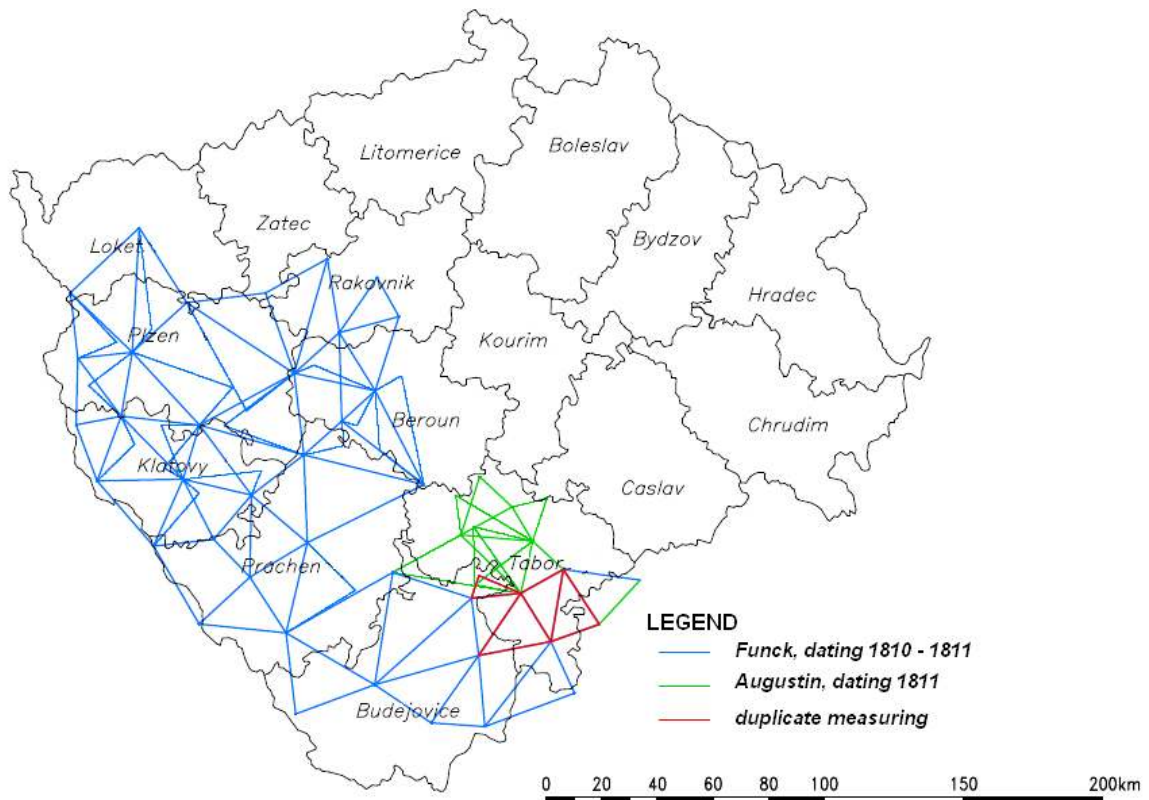 Litomerice
Boleslav
Zatec
Loket
Bydzov
Rakovnik
Hradec
Plzen
Kourim
Beroun
Chrudim
Klatovy
Caslav
Prachen
Tabor
Budejovice
LEGEND
Funck, dating 1810 - 1811
Augustin, dating 1811
duplicate measuring
0 20 40 60 80 100 150 200km